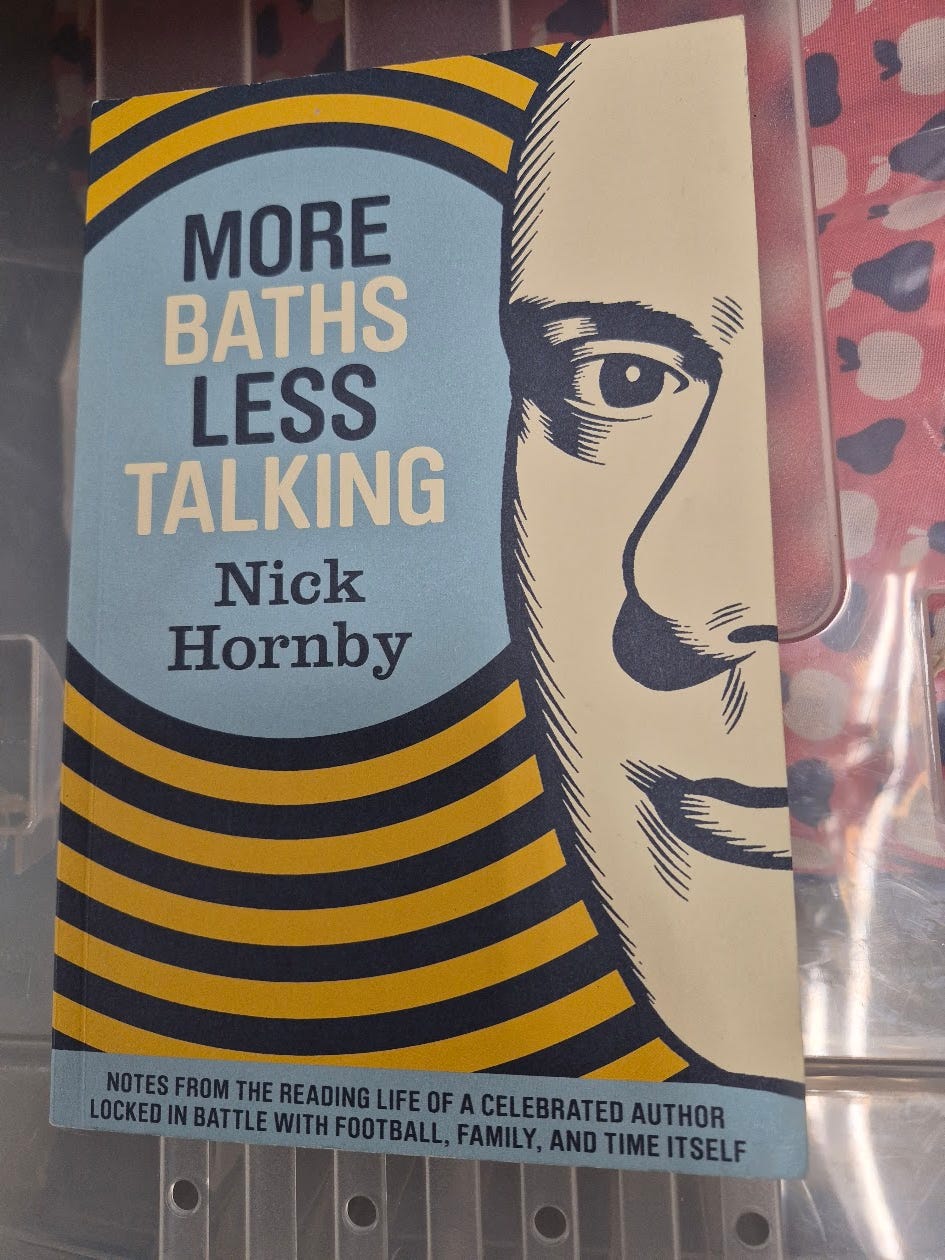 MORE
BATHS
LESS
TALKING
Nick
Hornby
NOTES FROM THE READING LIFE OF A CELEBRATED AUTHOR
LOCKED IN BATTLE WITH FOOTBALL, FAMILY, AND TIME ITSELF